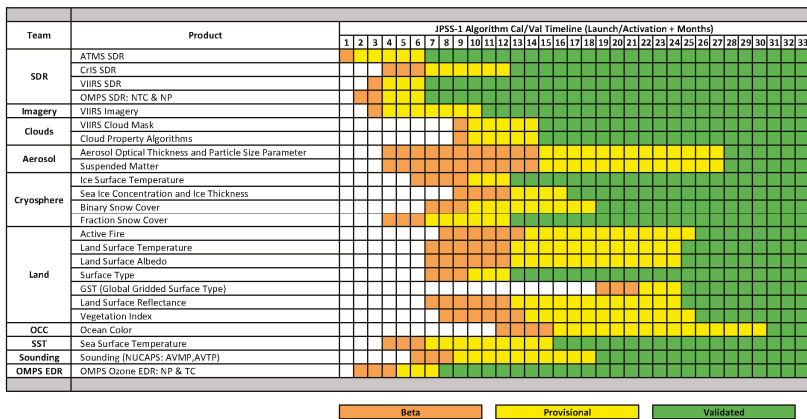 JPSS-1 Algorithm Cal/Val Timeline (Launch/Activation + Months)
Team Product
1 2 3 4 5 6 7 8 9 10 11 12 13 14 15 16 17 18 19 20 21 22 23 24 25 26 27 28 29 30 31 32 33
SDR
ATMS SDR
CrIS SDR
VIIRS SDR
OMPS SDR: NTC & NP
Imagery VIIRS Imagery
Clouds
VIIRS Cloud Mask
Cloud Property Algorithms
Aerosol
Aerosol Optical Thickness and Particle Size Parameter
Suspended Matter
Cryosphere
Ice Surface Temperature
Sea Ice Concentration and Ice Thickness
Binary Snow Cover
Fraction Snow Cover
Land
Active Fire
Land Surface Temperature
Land Surface Albedo
Surface Type
GST (Global Gridded Surface Type)
Land Surface Reflectance
Vegetation Index
OCC Ocean Color
SST Sea Surface Temperature
Sounding Sounding (NUCAPS: AVMP,AVTP)
OMPS EDR OMPS Ozone EDR: NP & TC
Beta Provisional Validated